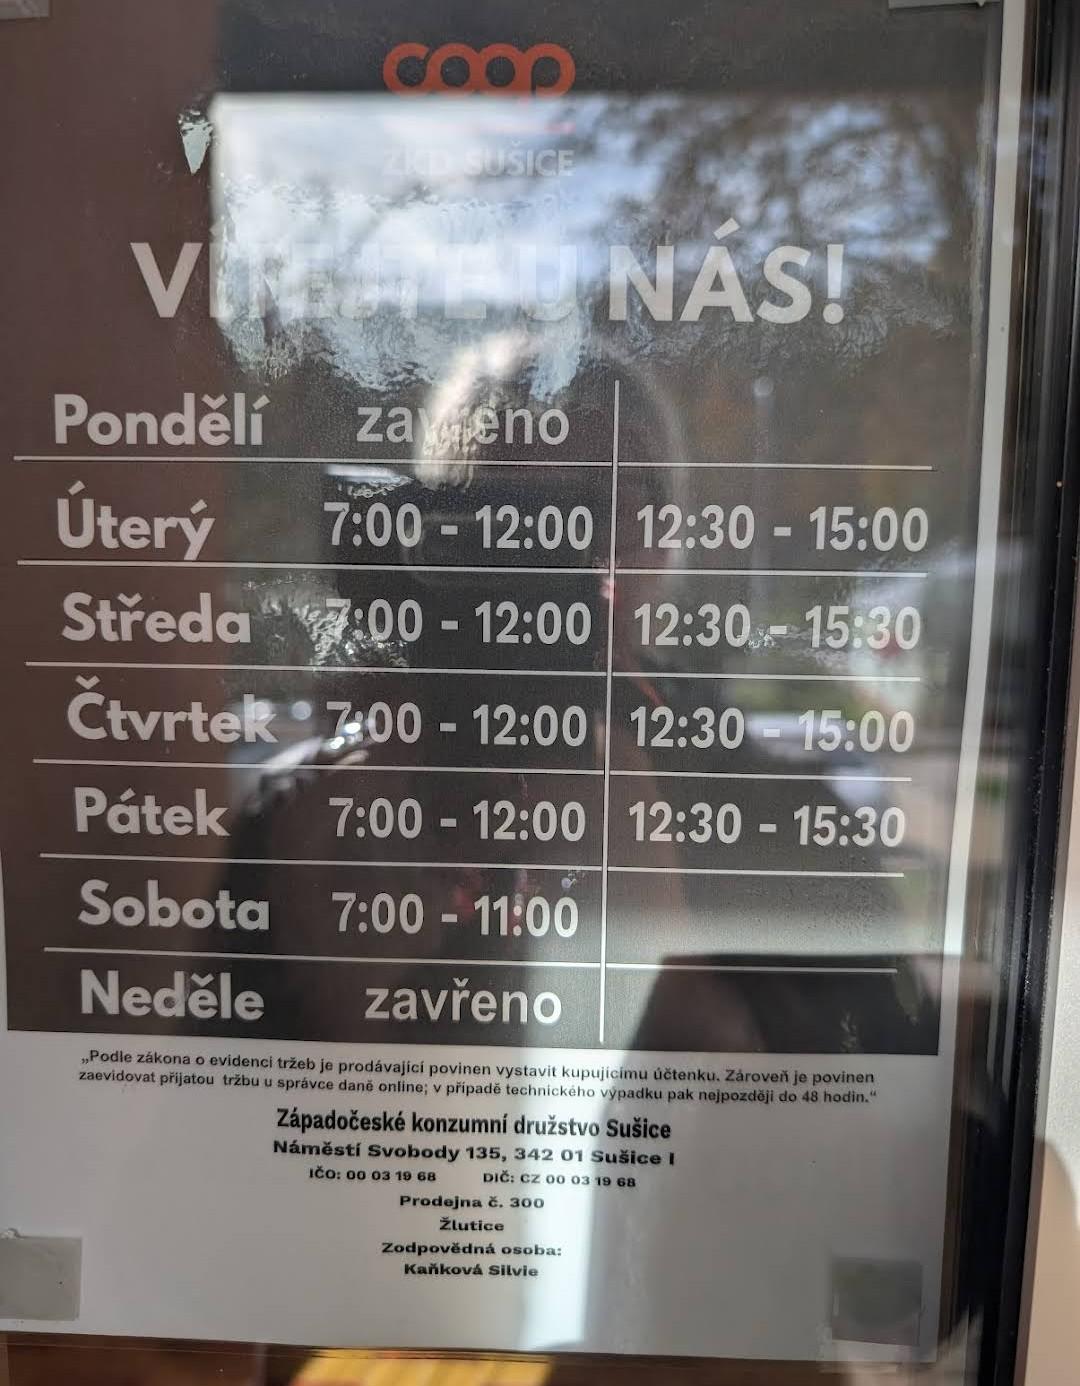 coop
ZKD SUŠICE
VÍTEJTE U NÁS!
Pondělí zavřeno
Úterý 7:00 - 12:00 12:30 - 15:00
Středa 7:00 - 12:00 12:30 - 15:30
Čtvrtek 7:00 - 12:00 12:30 - 15:00
Pátek 7:00 - 12:00 12:30 - 15:30
Sobota 7:00 - 11:00
Neděle zavřeno
„Podle zákona o evidenci tržeb je prodávající povinen vystavit kupujícímu účtenku. Zároveň je povinen
zaevidovat přijatou tržbu u správce daně online; v případě technického výpadku pak nejpozději do 48 hodin.“
Západočeské konzumní družstvo Sušice
Náměstí Svobody 135, 342 01 Sušice I
IČO: 00 03 19 68 DIČ: CZ 00 03 19 68
Prodejna č. 300
Žlutice
Zodpovědná osoba:
Kaňková Silvie